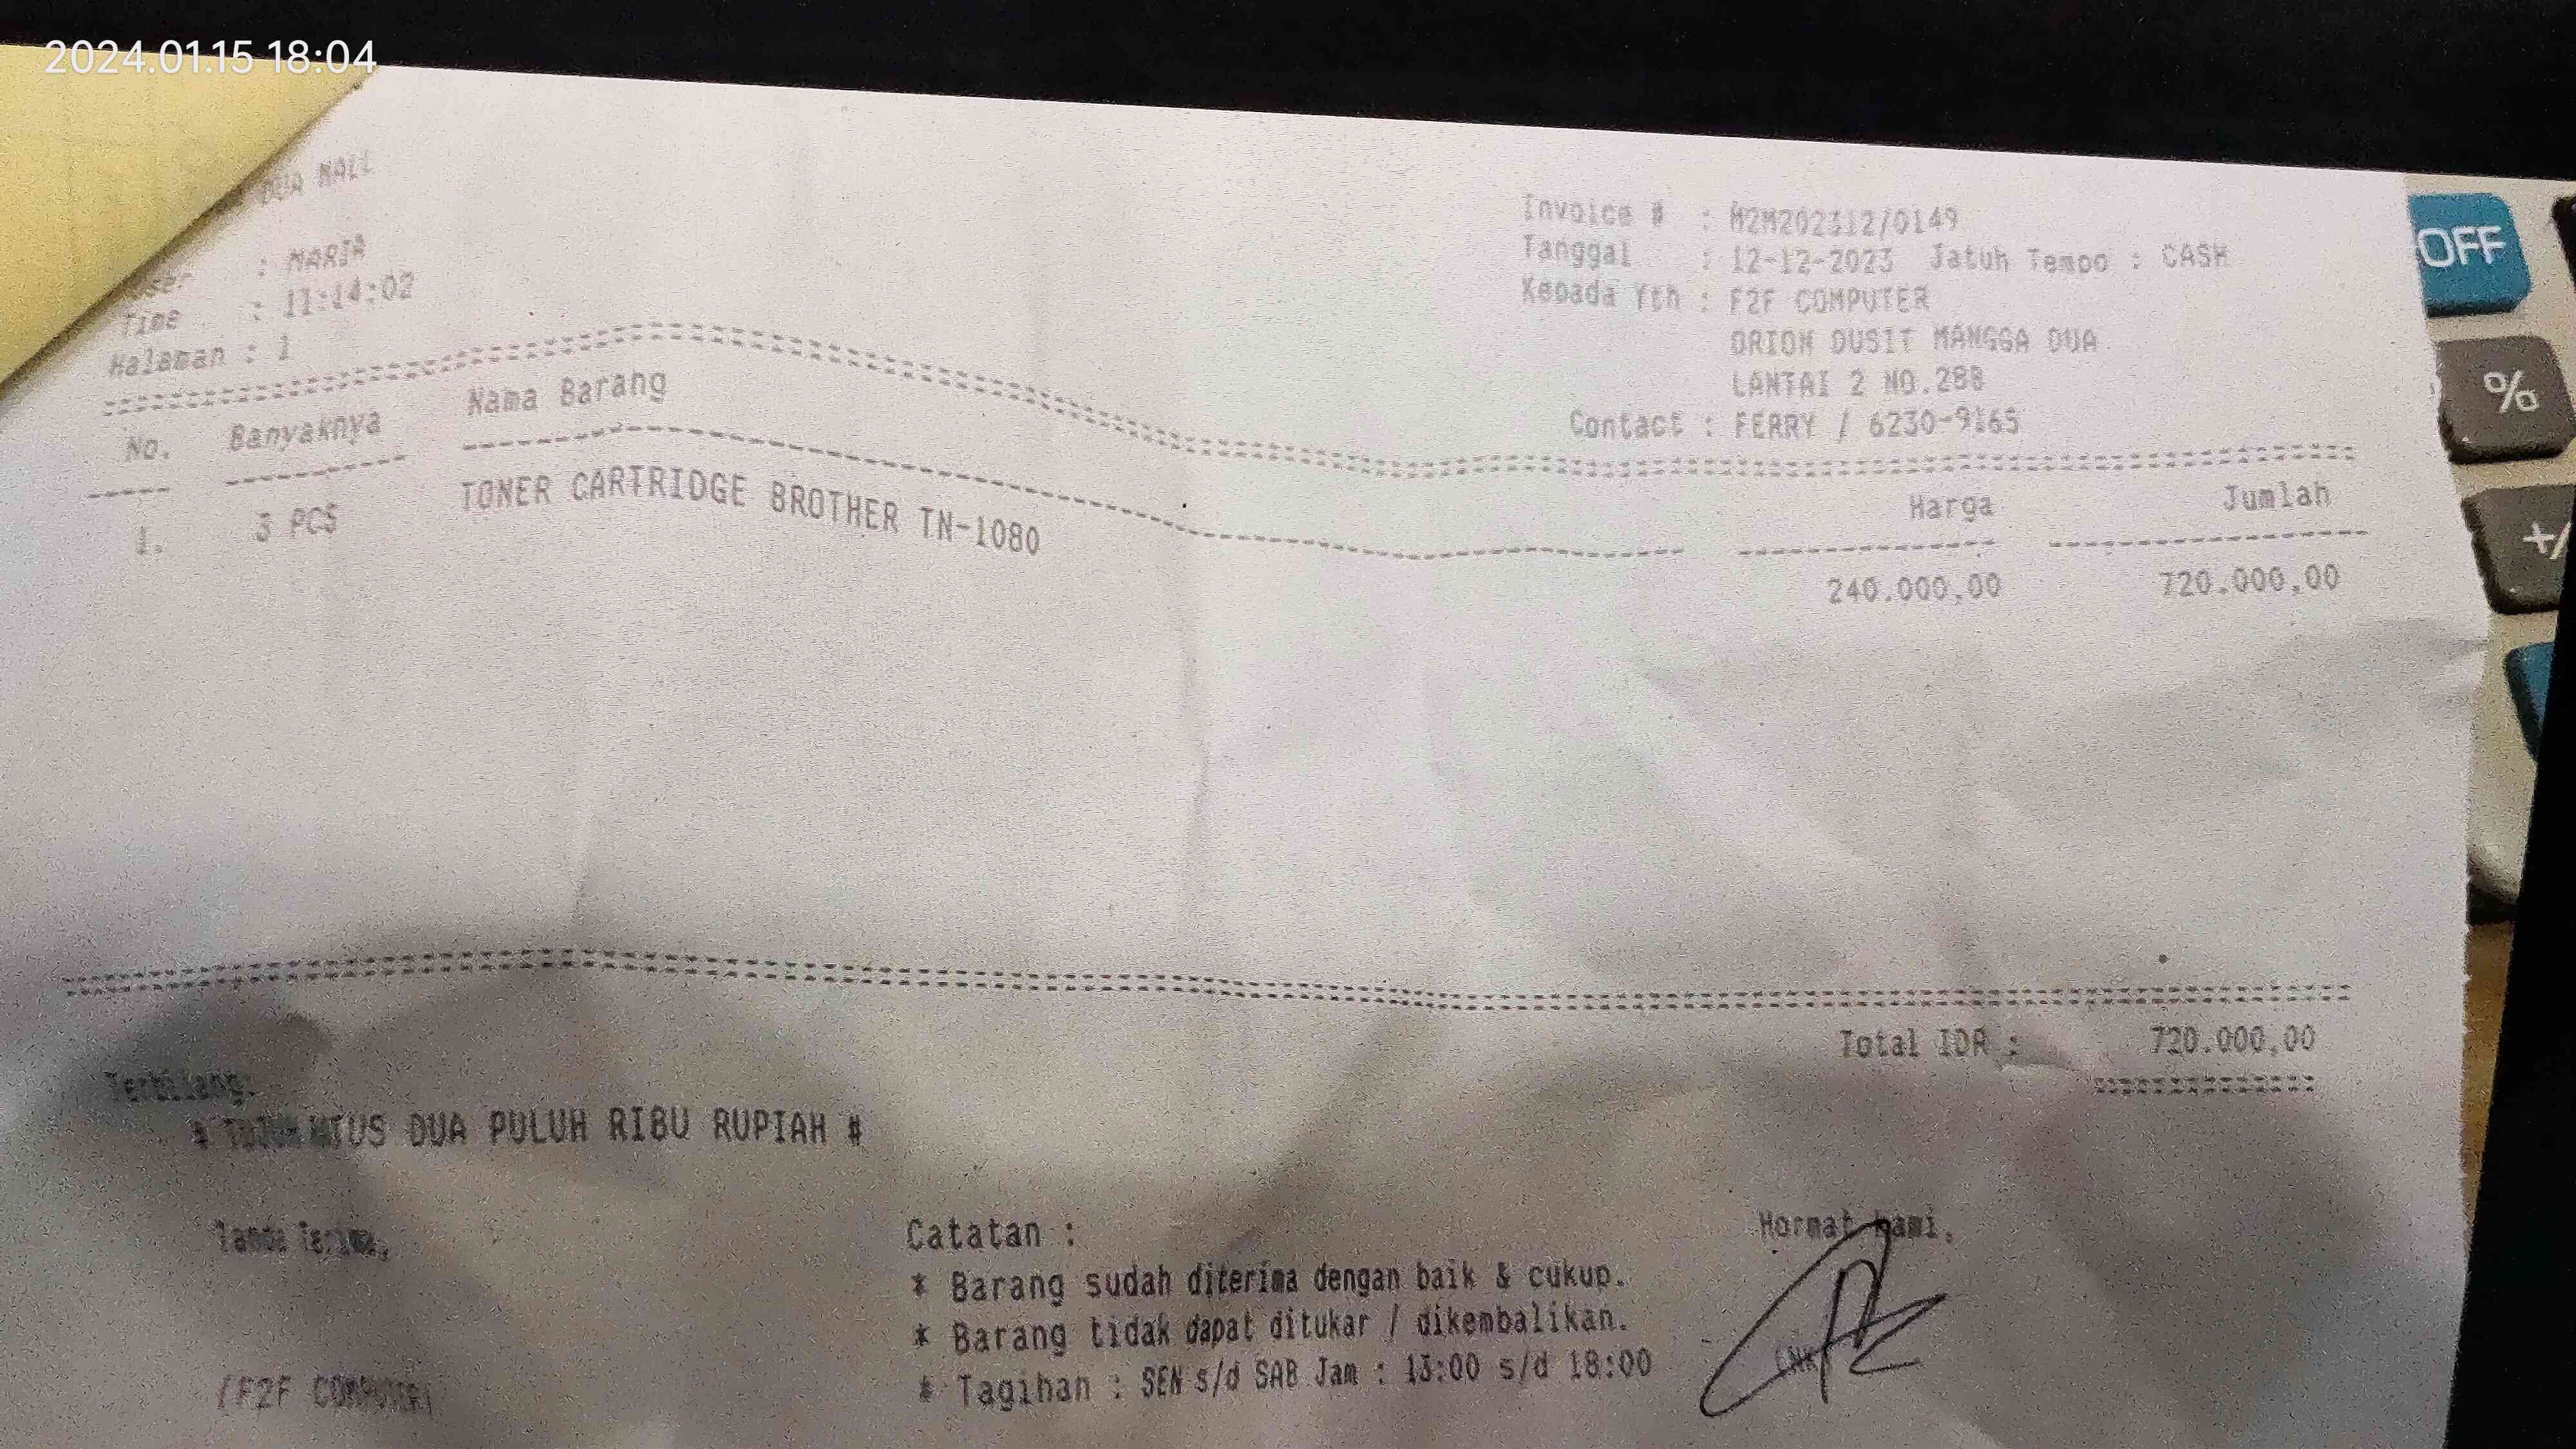 2024.01.15 18:04
DUA MALL
: MARIA
Time : 11:14:02
Halaman : 1
Invoice # : M2M202312/0149
Tanggal : 12-12-2023 Jatuh Tempo : CASH
Kepada Yth : F2F COMPUTER
ORION DUSIT MANGGA DUA
LANTAI 2 NO.288
Contact : FERRY / 6230-9165
No. Banyaknya Nama Barang Harga Jumlah
1. 3 PCS TONER CARTRIDGE BROTHER TN-1080 240.000,00 720.000,00
Total IDR : 720.000,00
Terbilang:
# DUA PULUH RIBU RUPIAH #
Tanda Terima,
Catatan :
* Barang sudah diterima dengan baik & cukup.
* Barang tidak dapat ditukar / dikembalikan.
* Tagihan : SEN s/d SAB Jam : 13:00 s/d 18:00
Hormat Kami,
(F2F COMPUTER)
OFF
%
+/